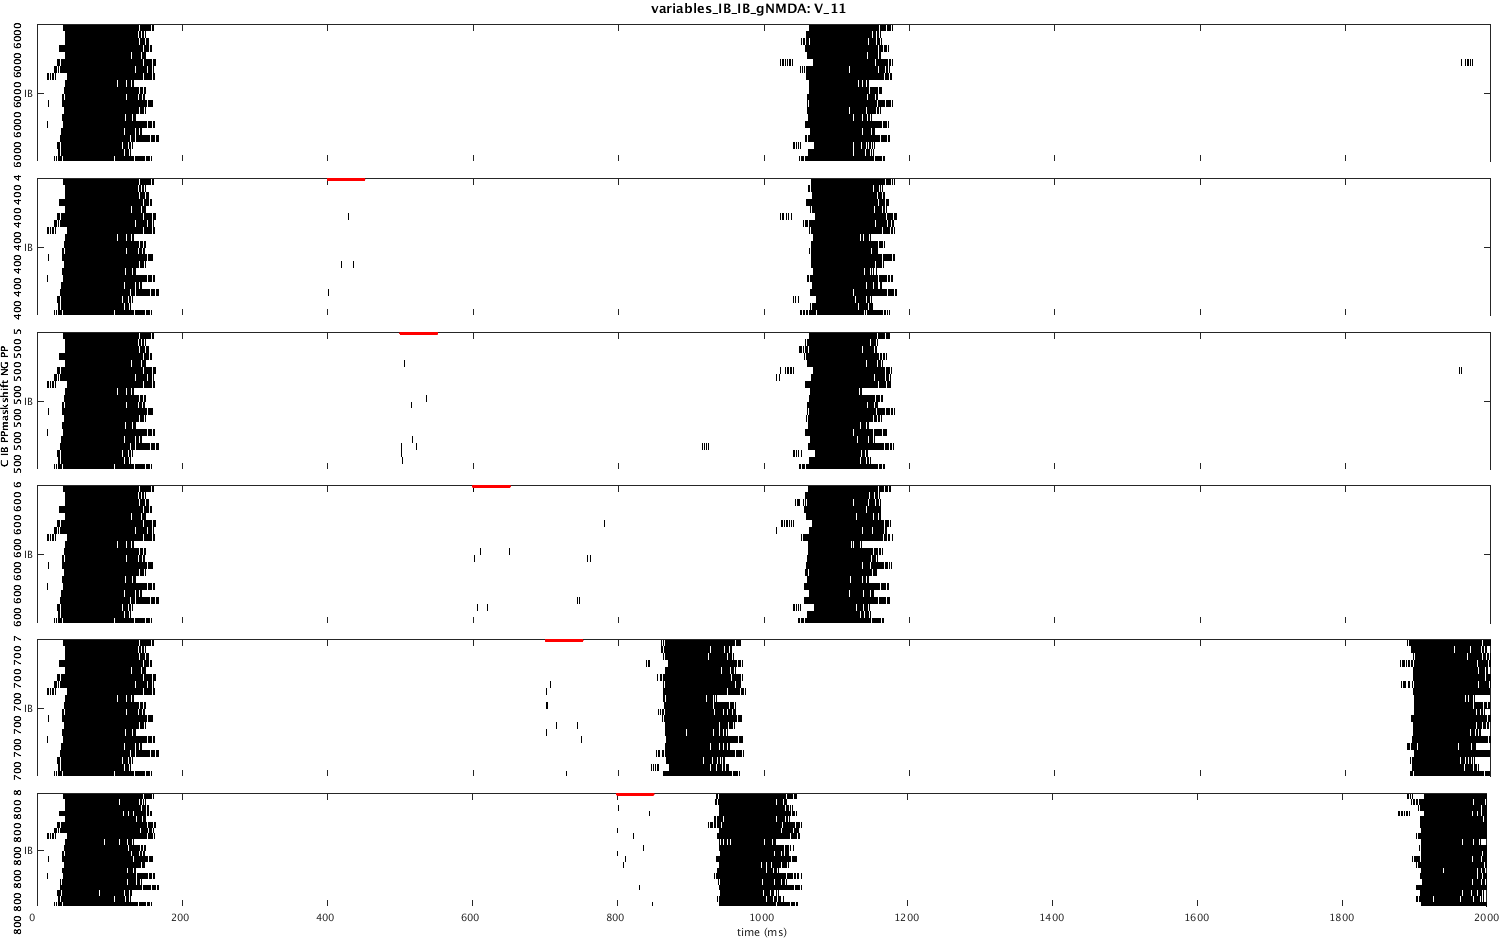 variables_IB_IB_gNMDA: V_11
C IB PPmaskshift NG PP
6000 6000 6000 6000 6000
IB
400 400 400 400 400 4
IB
500 500 500 500 500 5
IB
600 600 600 600 600 6
IB
700 700 700 700 700 7
IB
800 800 800 800 800 8
IB
0 200 400 600 800 1000 1200 1400 1600 1800 2000
time (ms)